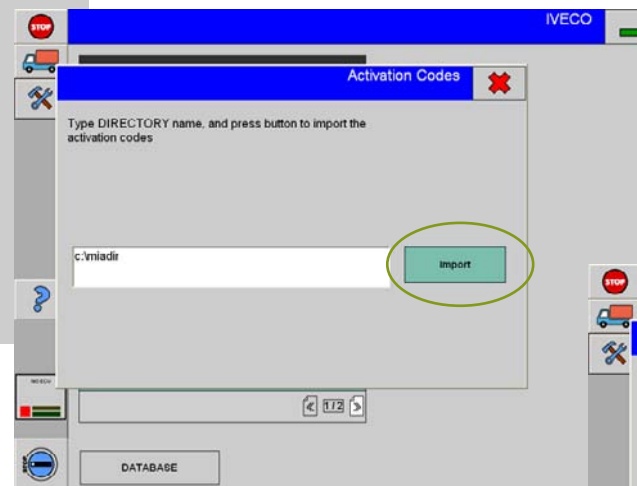 STOP
IVECO
Activation Codes
Type DIRECTORY name, and press button to import the
activation codes
c:\miadir
Import
STOP
1/2
STOP
DATABASE